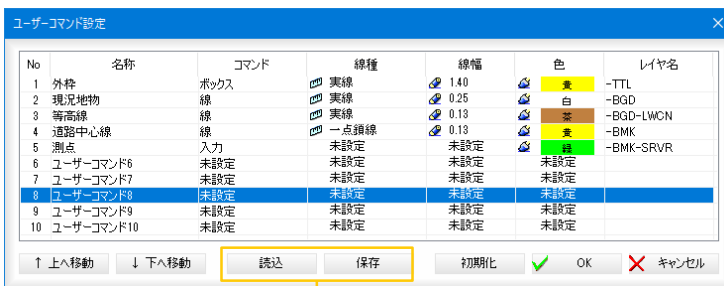 ユーザーコマンド設定
No 名称 コマンド 線種 線幅 色 レイヤ名
1 外枠 ボックス 実線 1.40 黄 -TTL
2 現況地物 線 実線 0.25 白 -BGD
3 等高線 線 実線 0.13 茶 -BGD-LWCN
4 道路中心線 線 一点鎖線 0.13 黄 -BMK
5 測点 入力 未設定 未設定 緑 -BMK-SRVR
6 ユーザーコマンド6 未設定 未設定 未設定 未設定
7 ユーザーコマンド7 未設定 未設定 未設定 未設定
8 ユーザーコマンド8 未設定 未設定 未設定 未設定
9 ユーザーコマンド9 未設定 未設定 未設定 未設定
10 ユーザーコマンド10 未設定 未設定 未設定 未設定
↑ 上へ移動 ↓ 下へ移動 読込 保存 初期化 OK キャンセル